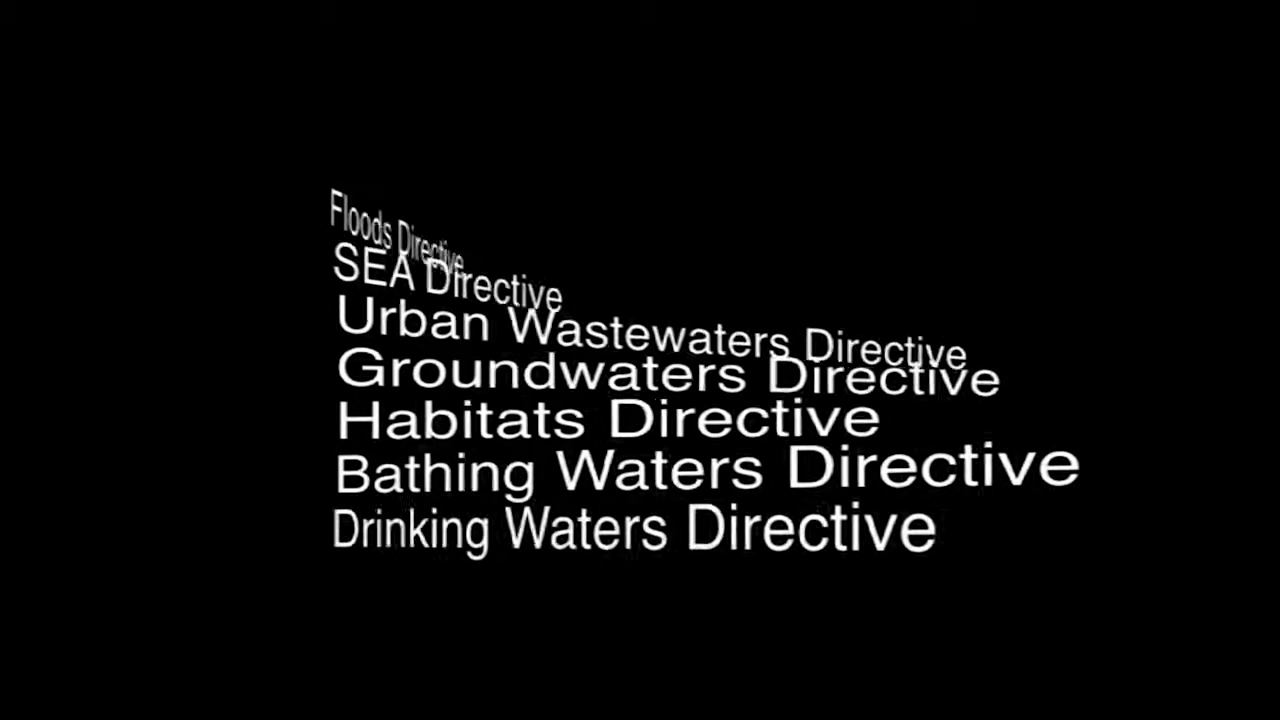 Floods Directive
SEA Directive
Urban Wastewaters Directive
Groundwaters Directive
Habitats Directive
Bathing Waters Directive
Drinking Waters Directive